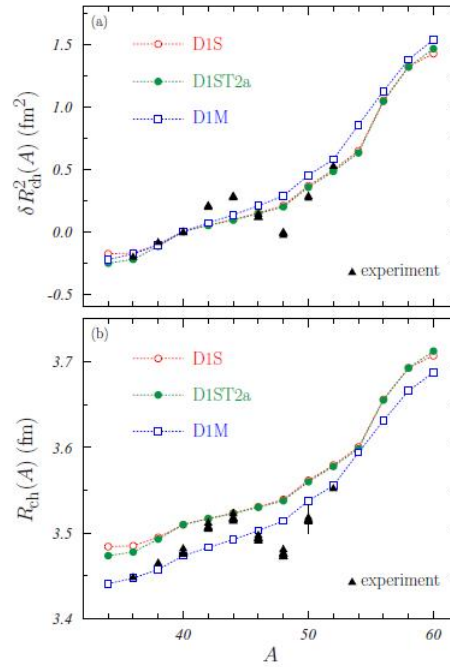 (a)
D1S
D1ST2a
D1M
1.5
1.0
0.5
0.0
-0.5
δR²ch(A) (fm²)
▲ experiment
(b)
D1S
D1ST2a
D1M
3.7
3.6
3.5
3.4
Rch(A) (fm)
▲ experiment
40 50 60
A